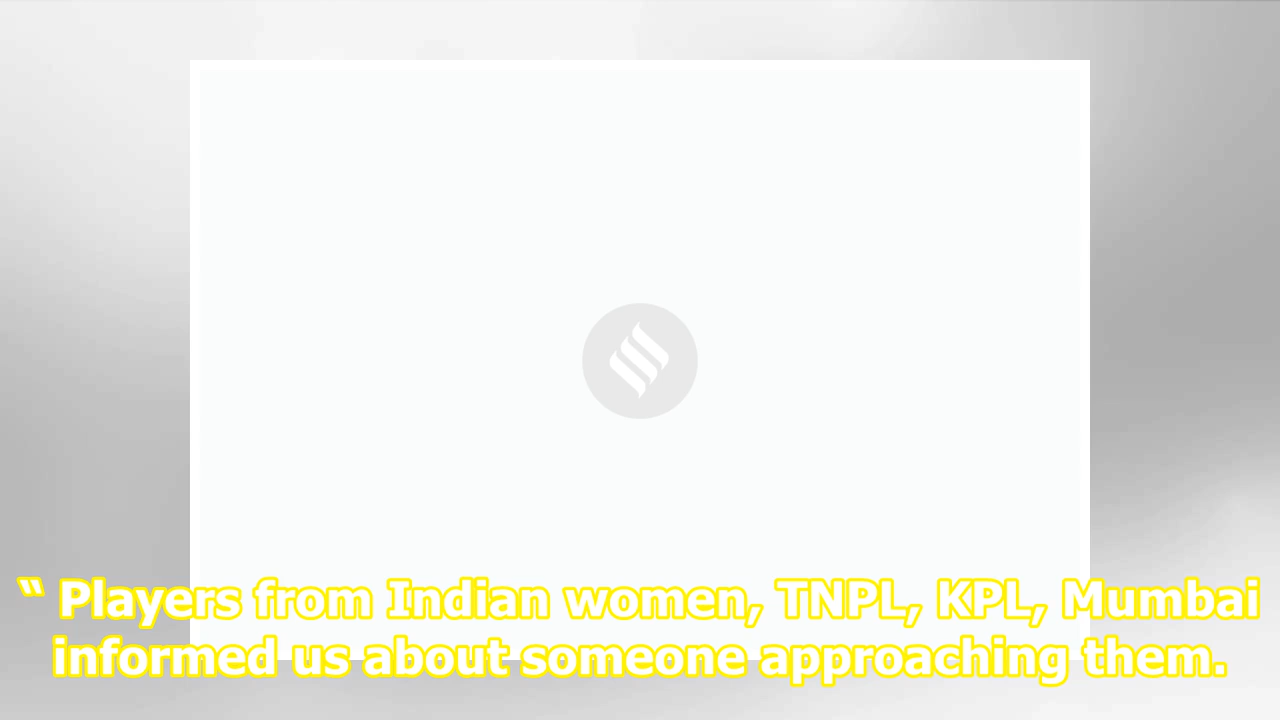 “ Players from Indian women, TNPL, KPL, Mumbai
informed us about someone approaching them.